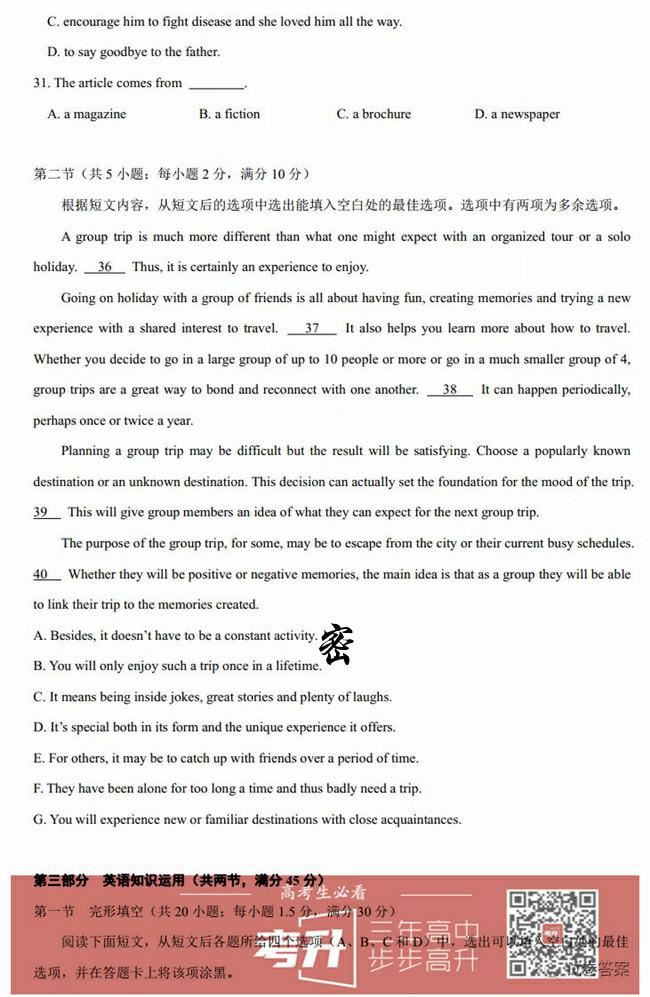 C. encourage him to fight disease and she loved him all the way.
D. to say goodbye to the father.
31. The article comes from ________.
A. a magazine B. a fiction C. a brochure D. a newspaper
第二节（共 5 小题；每小题 2 分，满分 10 分）
根据短文内容，从短文后的选项中选出能填入空白处的最佳选项。选项中有两项为多余选项。
A group trip is much more different than what one might expect with an organized tour or a solo
holiday. __36__ Thus, it is certainly an experience to enjoy.
Going on holiday with a group of friends is all about having fun, creating memories and trying a new
experience with a shared interest to travel. __37__ It also helps you learn more about how to travel.
Whether you decide to go in a large group of up to 10 people or more or go in a much smaller group of 4,
group trips are a great way to bond and reconnect with one another. __38__ It can happen periodically,
perhaps once or twice a year.
Planning a group trip may be difficult but the result will be satisfying. Choose a popularly known
destination or an unknown destination. This decision can actually set the foundation for the mood of the trip.
39__ This will give group members an idea of what they can expect for the next group trip.
The purpose of the group trip, for some, may be to escape from the city or their current busy schedules.
40__ Whether they will be positive or negative memories, the main idea is that as a group they will be able
to link their trip to the memories created.
A. Besides, it doesn't have to be a constant activity.
密
B. You will only enjoy such a trip once in a lifetime.
C. It means being inside jokes, great stories and plenty of laughs.
D. It's special both in its form and the unique experience it offers.
E. For others, it may be to catch up with friends over a period of time.
F. They have been alone for too long a time and thus badly need a trip.
G. You will experience new or familiar destinations with close acquaintances.
第三部分 英语知识运用（共两节，满分 45 分）
高考生必看
第一节 完形填空（共 20 小题；每小题 1.5 分，满分 30 分）
考升 三年高中
步步高升
阅读下面短文，从短文后各题所给四个选项（A、B、C 和 D）中，选出可以填入空白处的最佳
选项，并在答题卡上将该项涂黑。
试卷答案